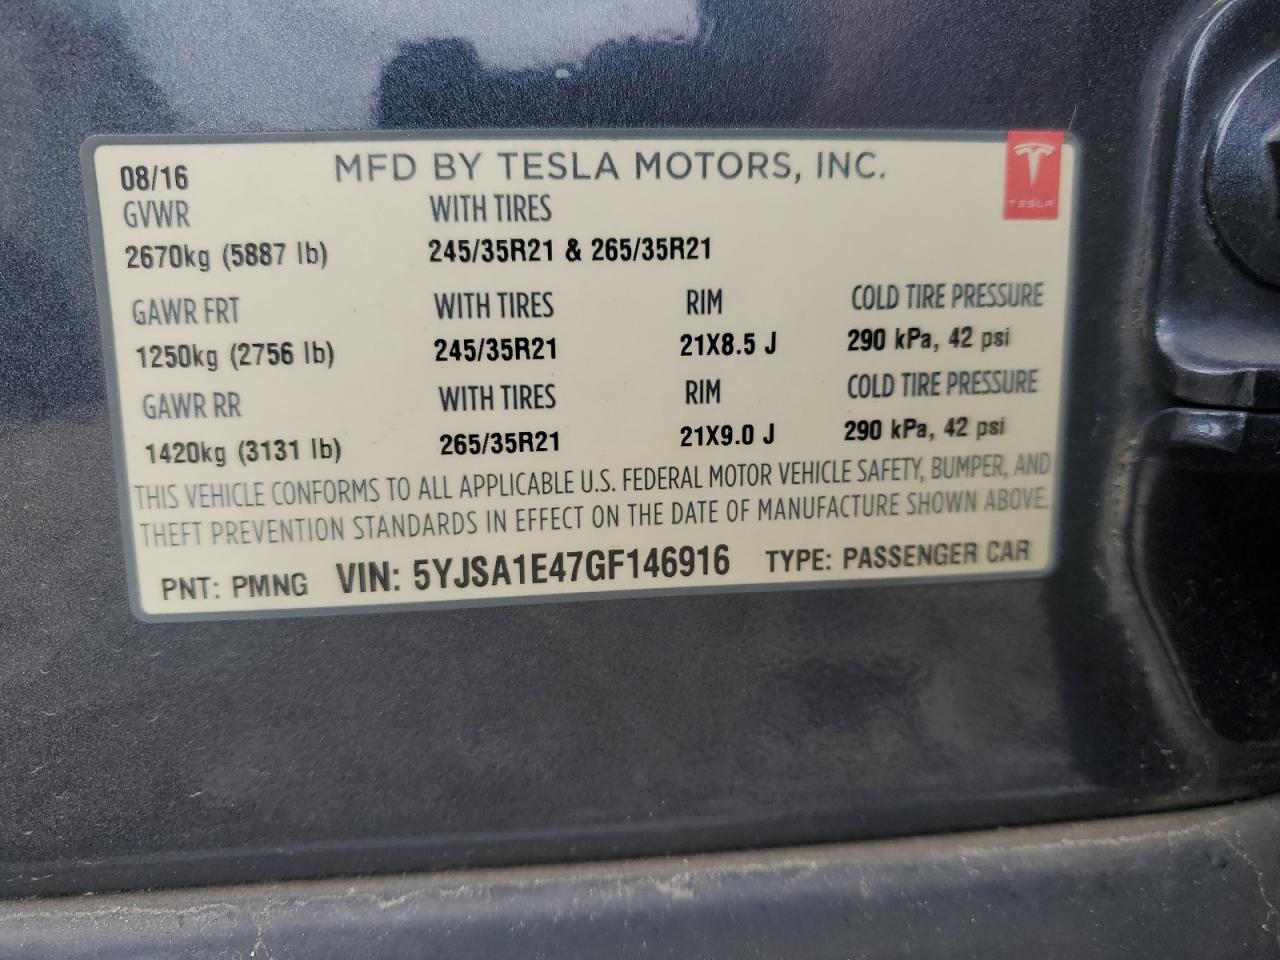 08/16 MFD BY TESLA MOTORS, INC.
TESLA
GVWR WITH TIRES
2670kg (5887 lb) 245/35R21 & 265/35R21
GAWR FRT WITH TIRES RIM COLD TIRE PRESSURE
1250kg (2756 lb) 245/35R21 21X8.5 J 290 kPa, 42 psi
GAWR RR WITH TIRES RIM COLD TIRE PRESSURE
1420kg (3131 lb) 265/35R21 21X9.0 J 290 kPa, 42 psi
THIS VEHICLE CONFORMS TO ALL APPLICABLE U.S. FEDERAL MOTOR VEHICLE SAFETY, BUMPER, AND
THEFT PREVENTION STANDARDS IN EFFECT ON THE DATE OF MANUFACTURE SHOWN ABOVE.
PNT: PMNG VIN: 5YJSA1E47GF146916 TYPE: PASSENGER CAR